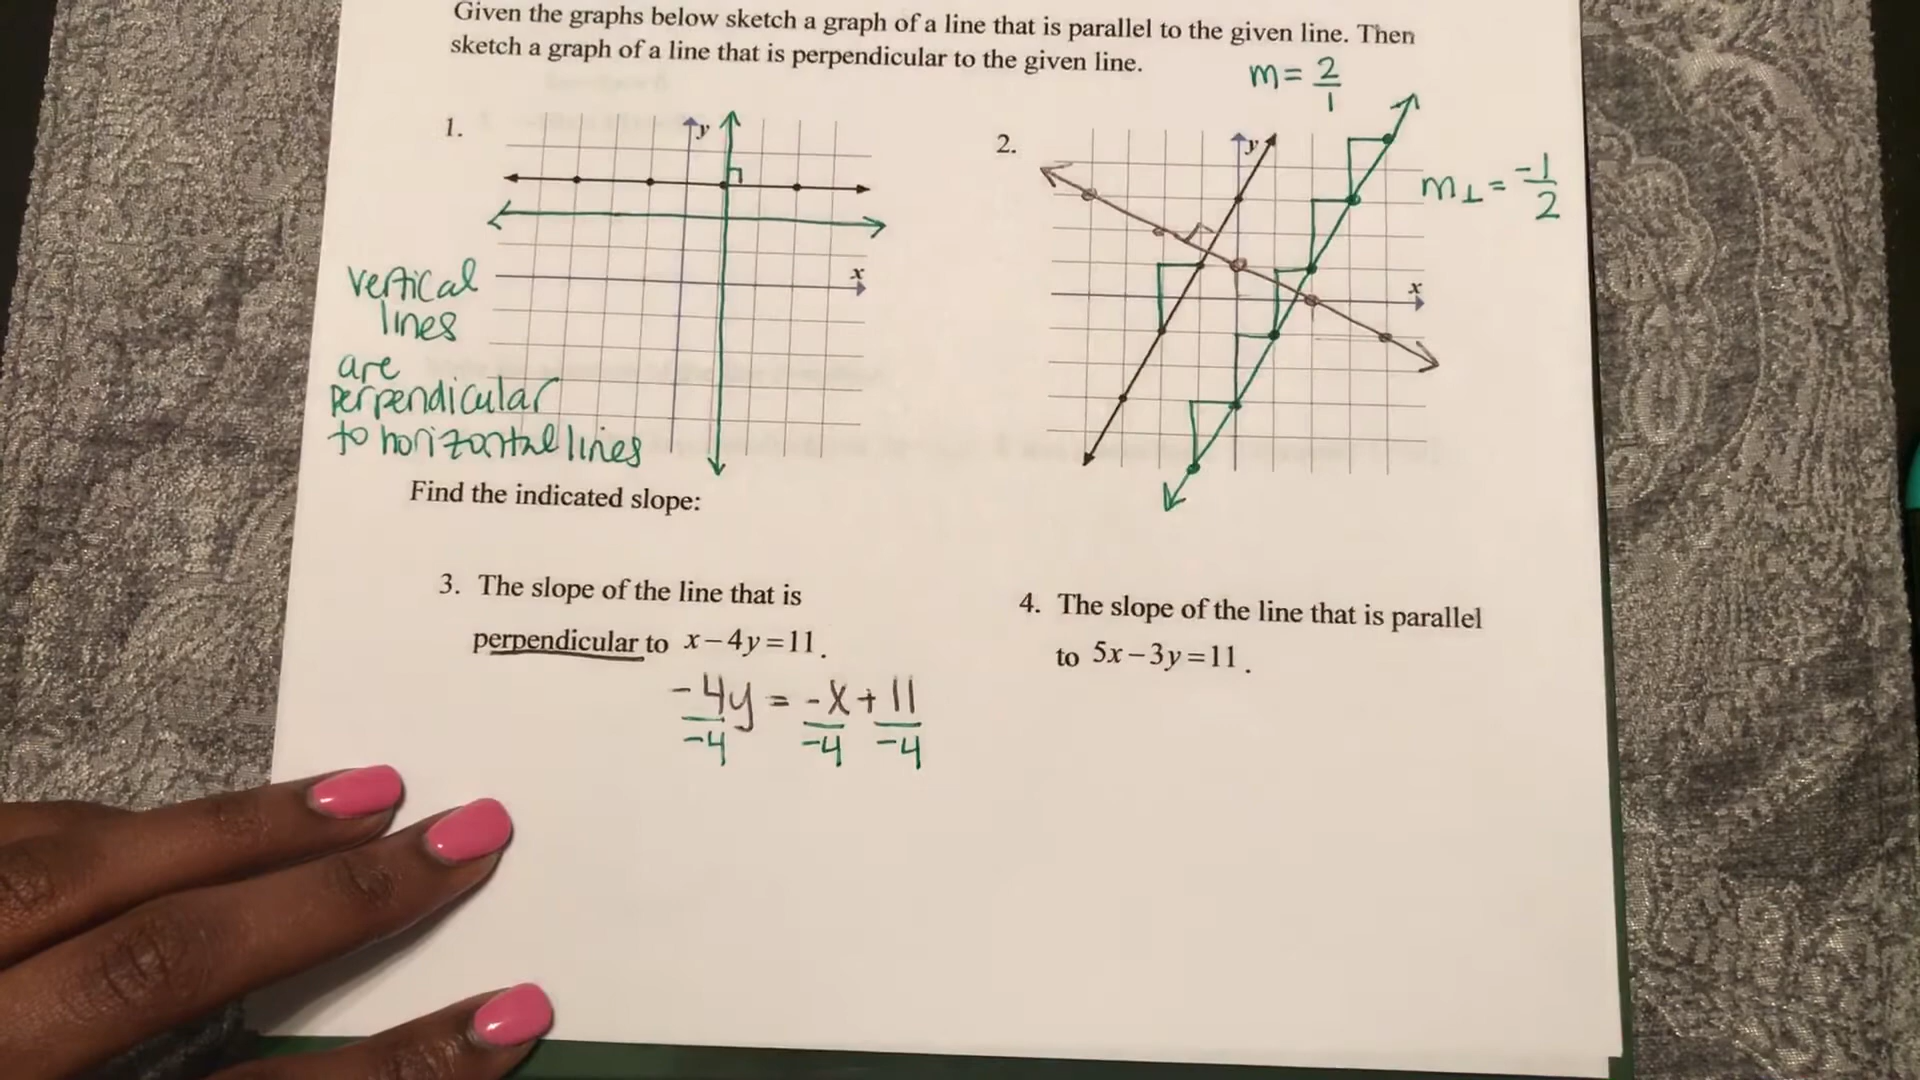 Given the graphs below sketch a graph of a line that is parallel to the given line. Then
sketch a graph of a line that is perpendicular to the given line.
m = 2/1
1.
y
x
vertical
lines
are
perpendicular
to horizontal lines
2.
y
x
m⊥ = -1/2
Find the indicated slope:
3. The slope of the line that is
perpendicular to x-4y=11.
-4y = -x + 11
-4 -4 -4
4. The slope of the line that is parallel
to 5x-3y=11.